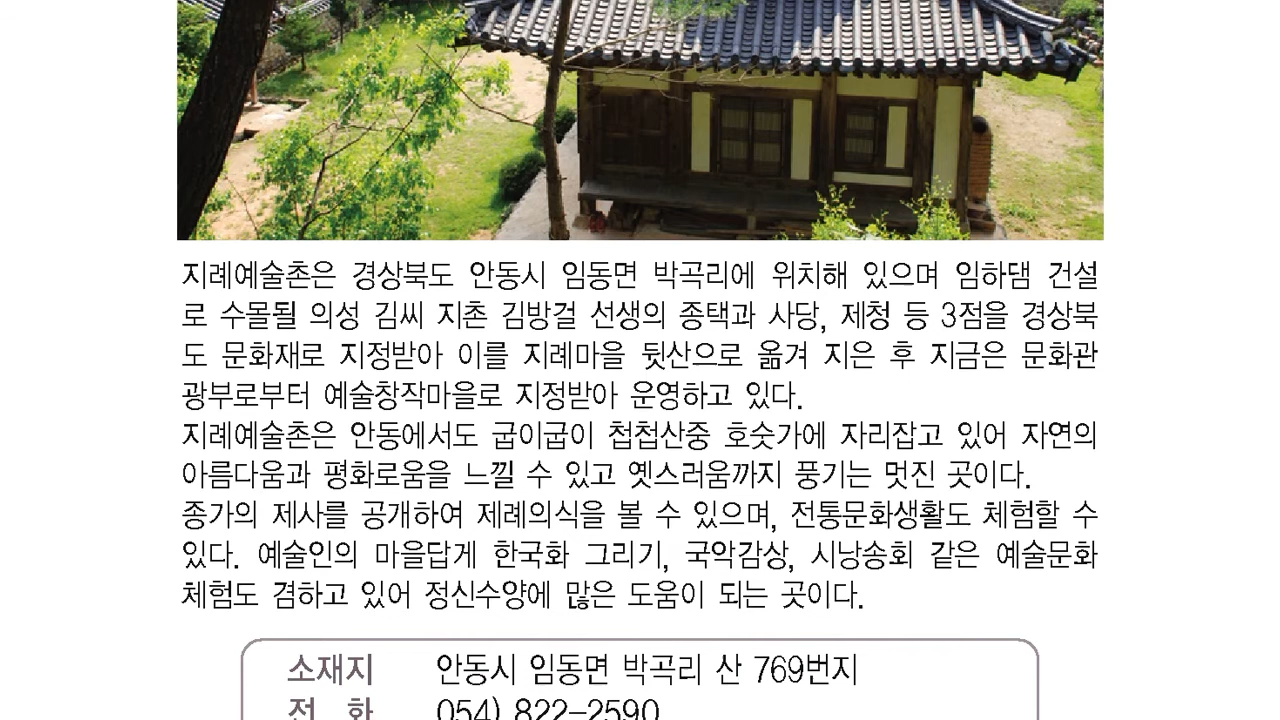 지례예술촌은 경상북도 안동시 임동면 박곡리에 위치해 있으며 임하댐 건설
로 수몰될 의성 김씨 지촌 김방걸 선생의 종택과 사당, 제청 등 3점을 경상북
도 문화재로 지정받아 이를 지례마을 뒷산으로 옮겨 지은 후 지금은 문화관
광부로부터 예술창작마을로 지정받아 운영하고 있다.
지례예술촌은 안동에서도 굽이굽이 첩첩산중 호숫가에 자리잡고 있어 자연의
아름다움과 평화로움을 느낄 수 있고 옛스러움까지 풍기는 멋진 곳이다.
종가의 제사를 공개하여 제례의식을 볼 수 있으며, 전통문화생활도 체험할 수
있다. 예술인의 마을답게 한국화 그리기, 국악감상, 시낭송회 같은 예술문화
체험도 겸하고 있어 정신수양에 많은 도움이 되는 곳이다.
소재지 안동시 임동면 박곡리 산 769번지
전 화 054) 822-2590